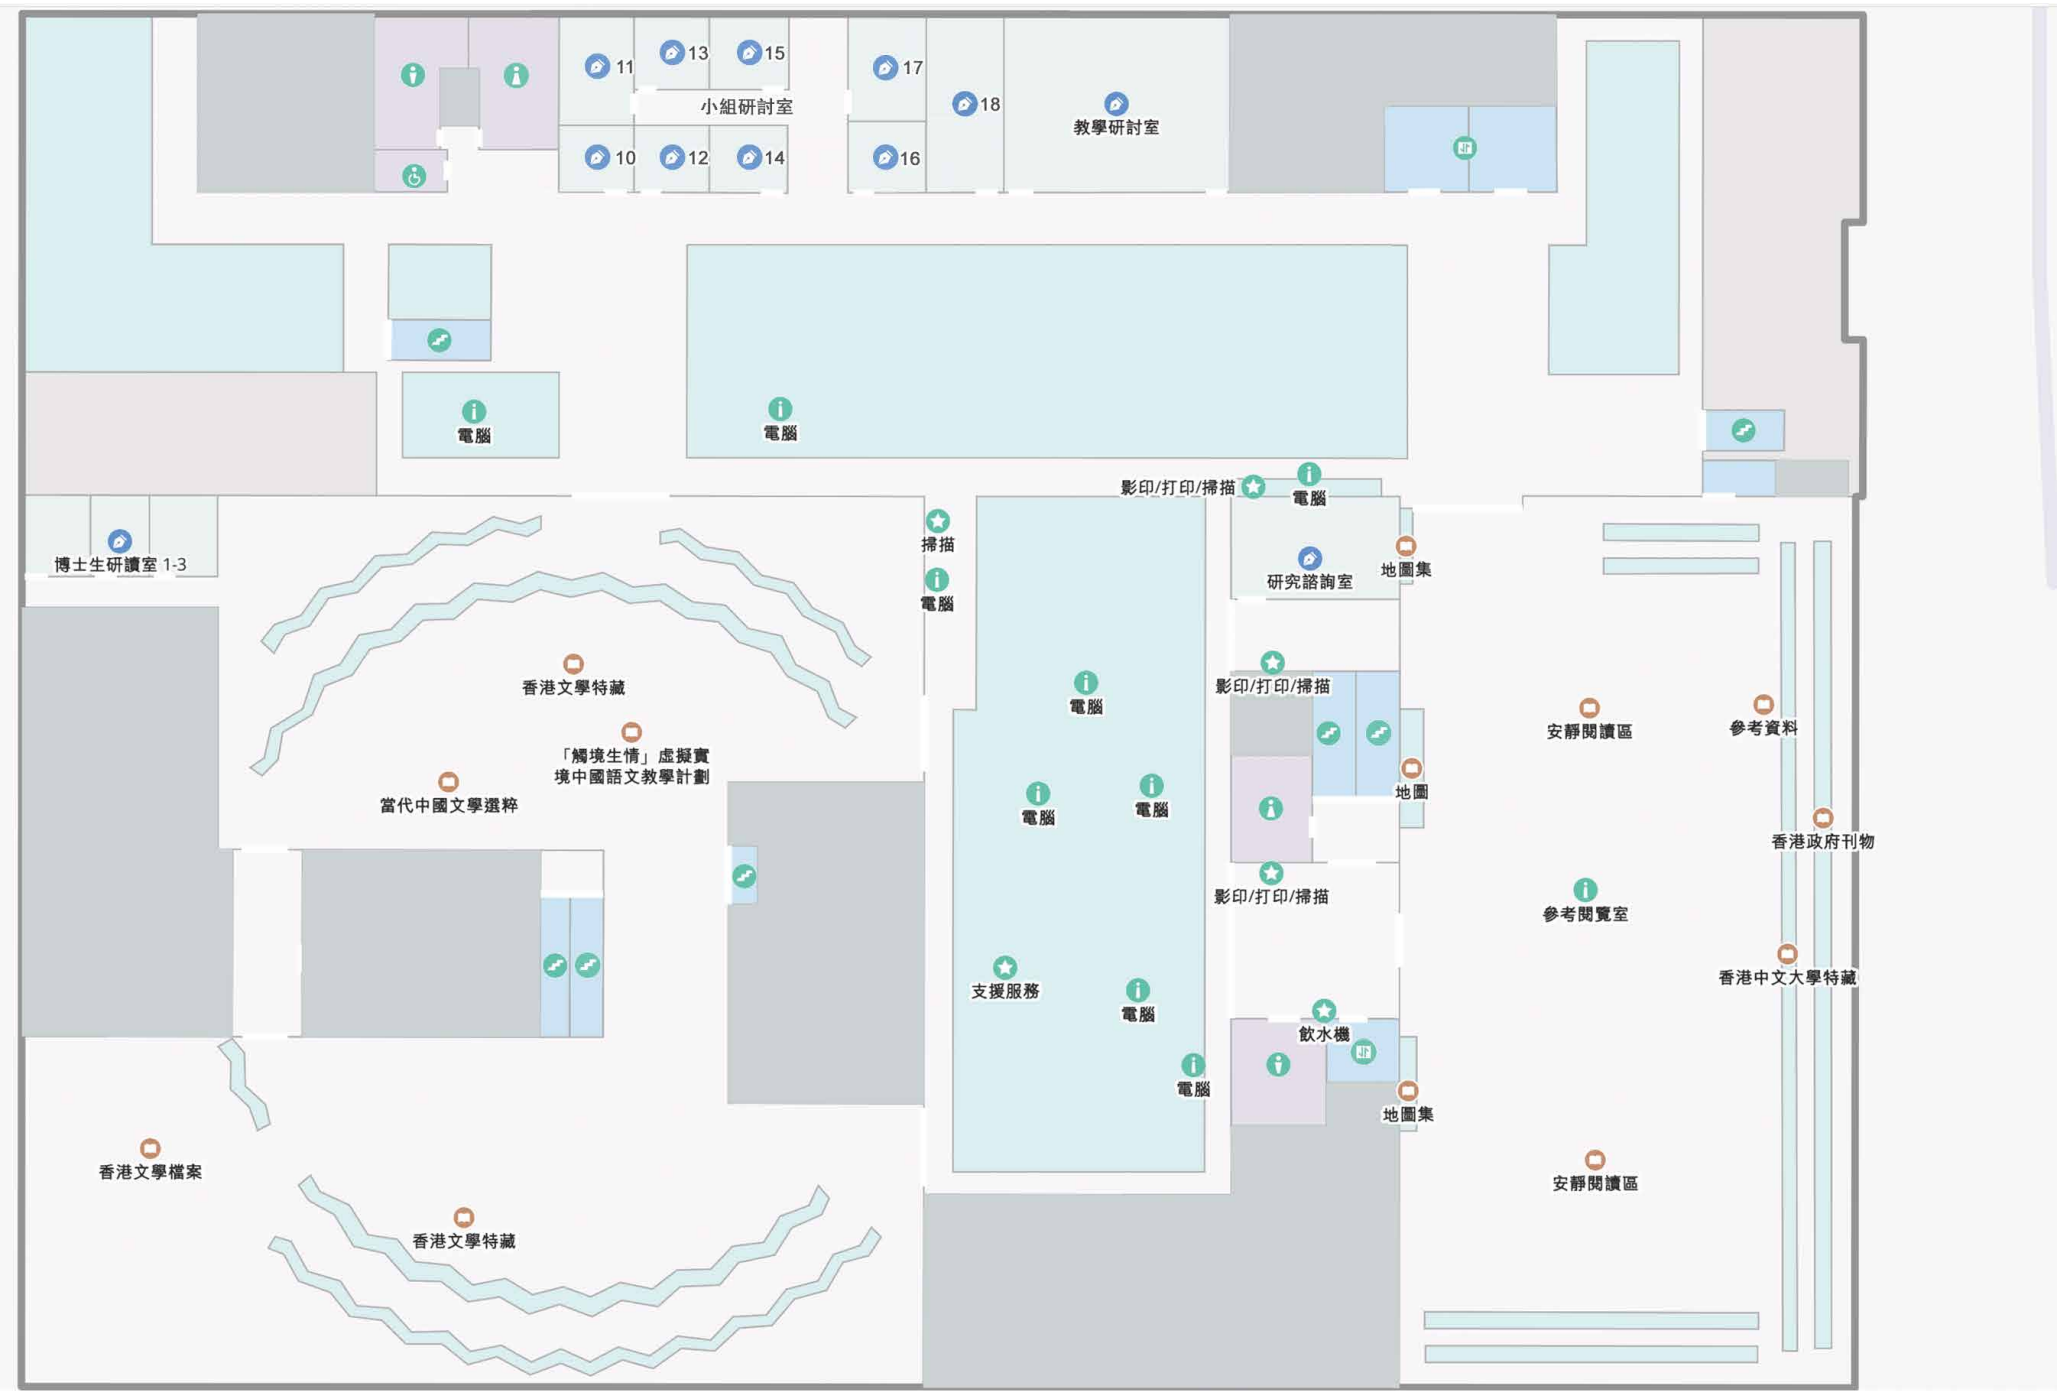 11
13
15
小組研討室
10
12
14
17
16
18
教學研討室
電腦
電腦
影印/打印/掃描
電腦
掃描
電腦
博士生研讀室 1-3
研究諮詢室
地圖集
香港文學特藏
「觸境生情」虛擬實
境中國語文教學計劃
當代中國文學選粹
電腦
電腦
電腦
影印/打印/掃描
地圖
安靜閱讀區
參考資料
香港政府刊物
影印/打印/掃描
參考閱覽室
香港中文大學特藏
支援服務
電腦
飲水機
電腦
地圖集
香港文學檔案
香港文學特藏
安靜閱讀區